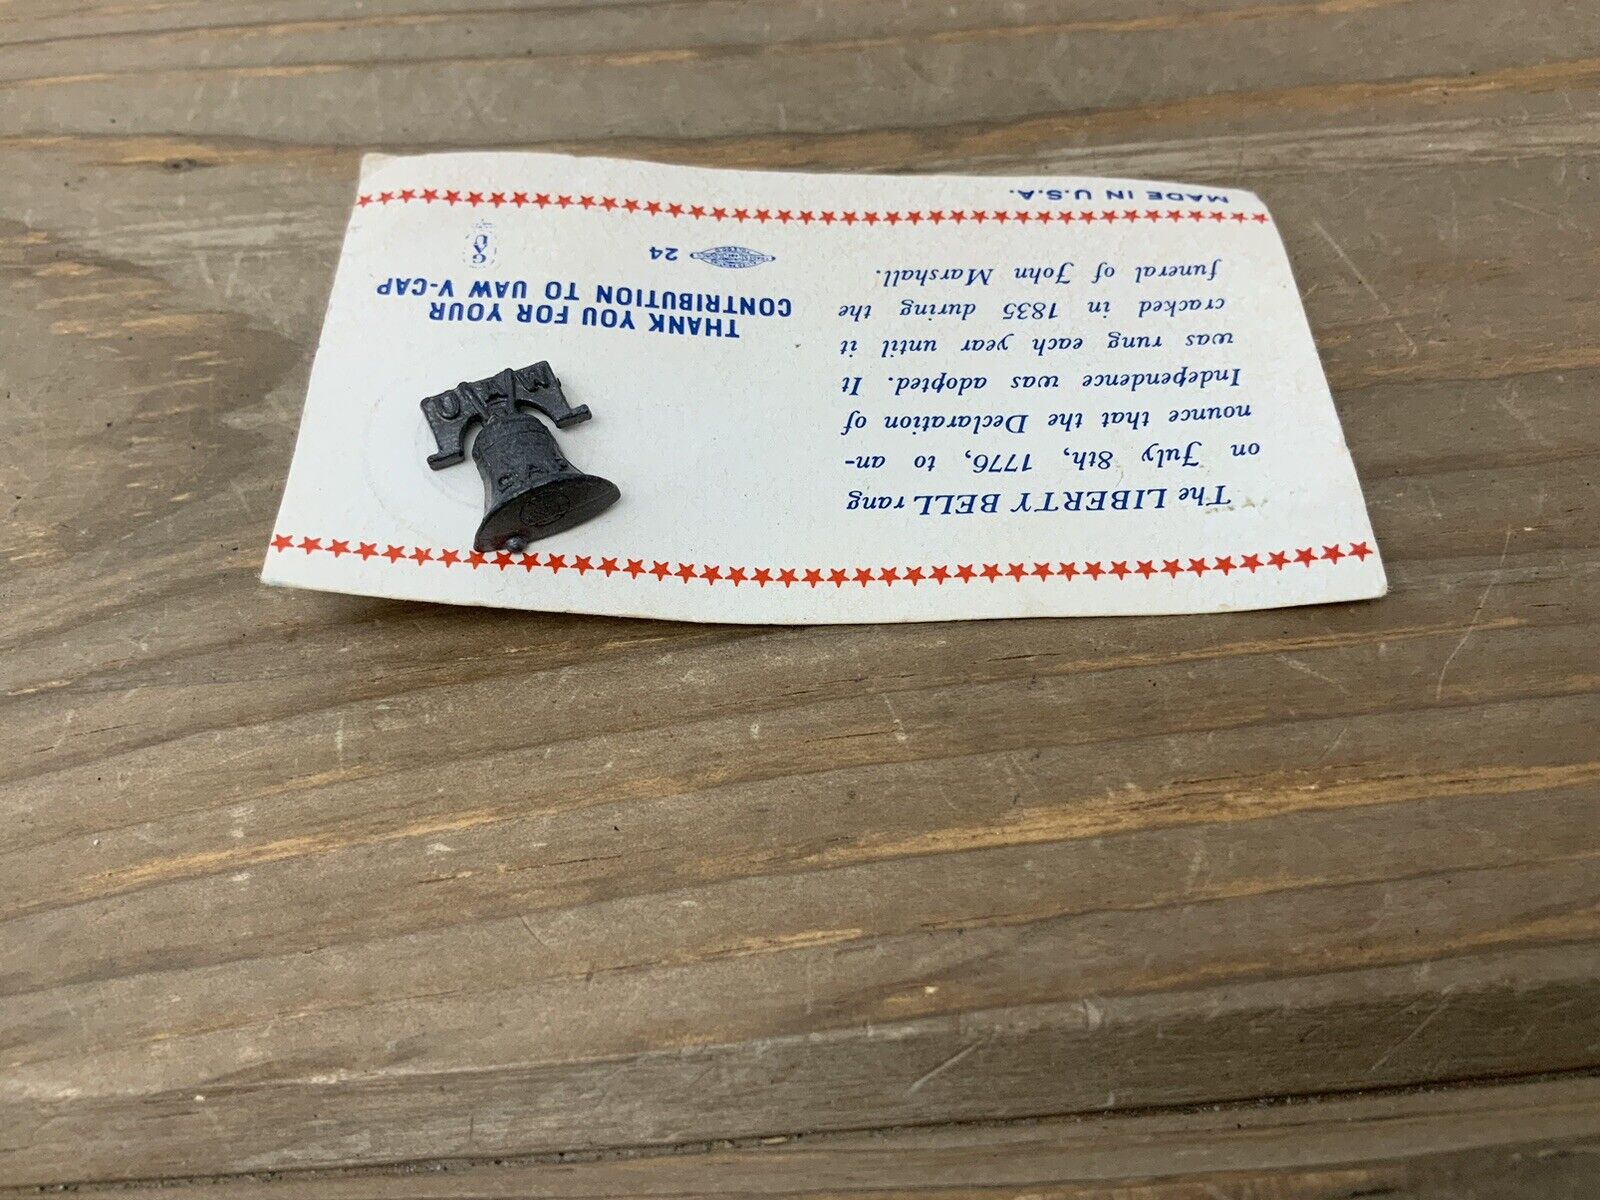 The LIBERTY BELL rang
on July 8th, 1776, to an-
nounce that the Declaration of
Independence was adopted. It
was rung each year until it
cracked in 1835 during the
funeral of John Marshall.
MADE IN U.S.A.
THANK YOU FOR YOUR
CONTRIBUTION TO UAW V-CAP
24
UAW
CAP